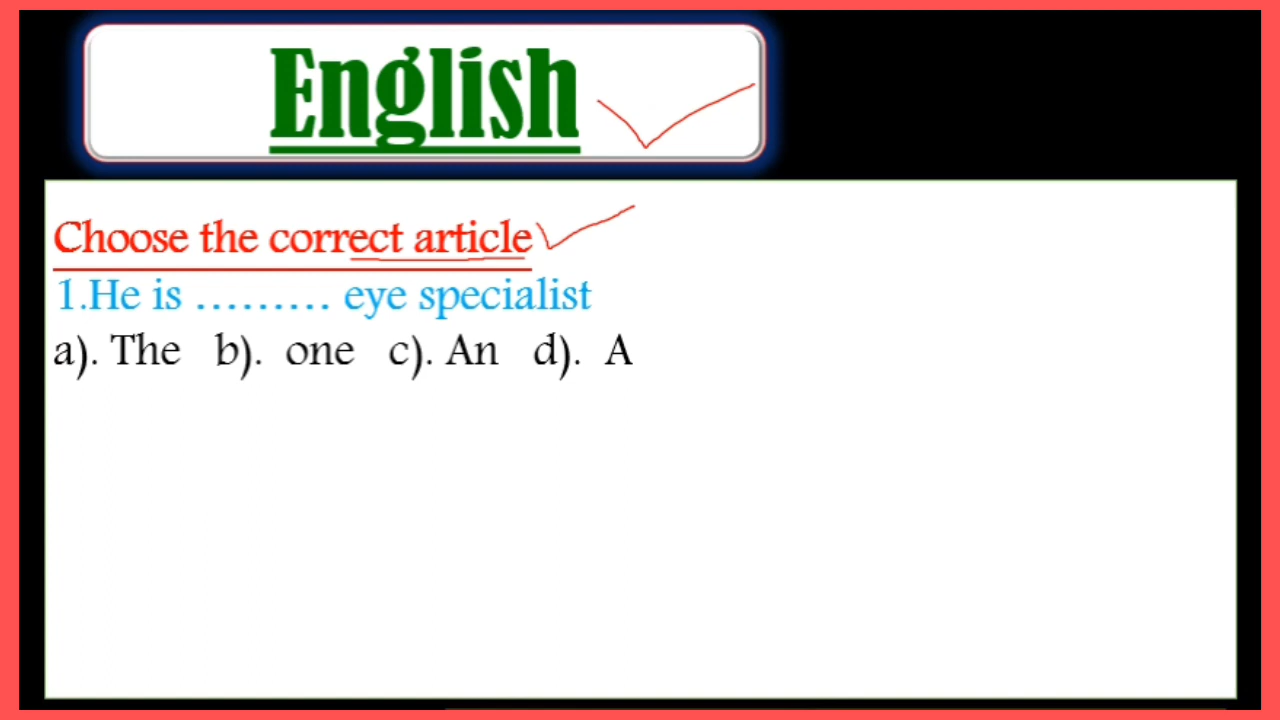 English
Choose the correct article
1.He is ......... eye specialist
a). The b). one c). An d). A